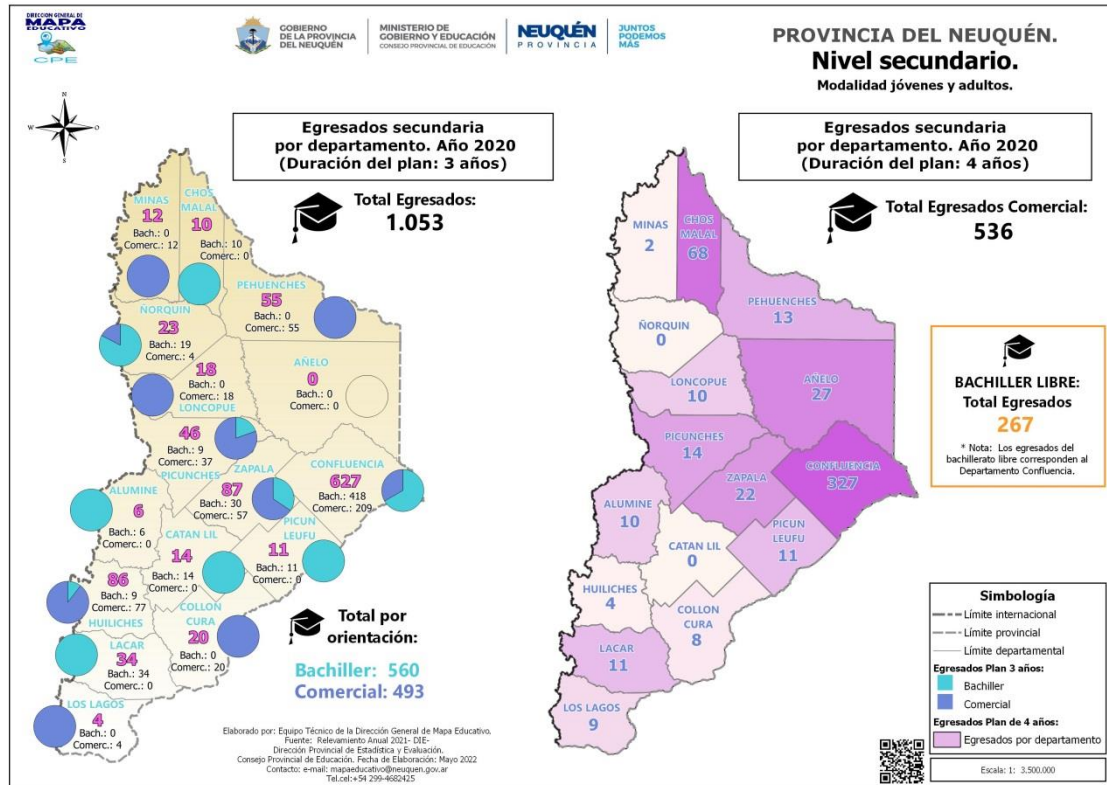 DIRECCION GENERAL DE
MAPA
EDUCATIVO
CPE
GOBIERNO
DE LA PROVINCIA
DEL NEUQUÉN
MINISTERIO DE
GOBIERNO Y EDUCACIÓN
CONSEJO PROVINCIAL DE EDUCACIÓN
NEUQUÉN
PROVINCIA
JUNTOS
PODEMOS
MÁS
PROVINCIA DEL NEUQUÉN.
Nivel secundario.
Modalidad jóvenes y adultos.
N
W
O
S
Egresados secundaria
por departamento. Año 2020
(Duración del plan: 3 años)
Total Egresados:
1.053
MINAS
12
Bach.: 0
Comerc.: 12
CHOS
MALAL
10
Bach.: 10
Comerc.: 0
PEHUENCHES
55
Bach.: 0
Comerc.: 55
ÑORQUIN
23
Bach.: 19
Comerc.: 4
18
Bach.: 0
Comerc.: 18
LONCOPUE
AÑELO
0
Bach.: 0
Comerc.: 0
46
Bach.: 9
Comerc.: 37
PICUNCHES
ZAPALA
87
Bach.: 30
Comerc.: 57
CONFLUENCIA
627
Bach.: 418
Comerc.: 209
ALUMINE
6
Bach.: 6
Comerc.: 0
CATAN LIL
14
Bach.: 14
Comerc.: 0
PICUN
LEUFU
11
Bach.: 11
Comerc.: 0
86
Bach.: 9
Comerc.: 77
HUILICHES
COLLON
CURA
20
Bach.: 0
Comerc.: 20
LACAR
34
Bach.: 34
Comerc.: 0
LOS LAGOS
4
Bach.: 0
Comerc.: 4
Total por
orientación:
Bachiller: 560
Comercial: 493
Elaborado por: Equipo Técnico de la Dirección General de Mapa Educativo.
Fuente: Relevamiento Anual 2021- DIE-
Dirección Provincial de Estadística y Evaluación.
Consejo Provincial de Educación. Fecha de Elaboración: Mayo 2022
Contacto: e-mail: mapaeducativo@neuquen.gov.ar
Tel.cel:+54 299-4682425
Egresados secundaria
por departamento. Año 2020
(Duración del plan: 4 años)
Total Egresados Comercial:
536
MINAS
2
CHOS
MALAL
68
PEHUENCHES
13
ÑORQUIN
0
LONCOPUE
10
AÑELO
27
PICUNCHES
14
ZAPALA
22
CONFLUENCIA
327
ALUMINE
10
CATAN LIL
0
PICUN
LEUFU
11
HUILICHES
4
COLLON
CURA
8
LACAR
11
LOS LAGOS
9
BACHILLER LIBRE:
Total Egresados
267
* Nota: Los egresados del
bachillerato libre corresponden al
Departamento Confluencia.
Simbología
Límite internacional
Límite provincial
Límite departamental
Egresados Plan 3 años:
Bachiller
Comercial
Egresados Plan de 4 años:
Egresados por departamento
Escala: 1: 3.500.000